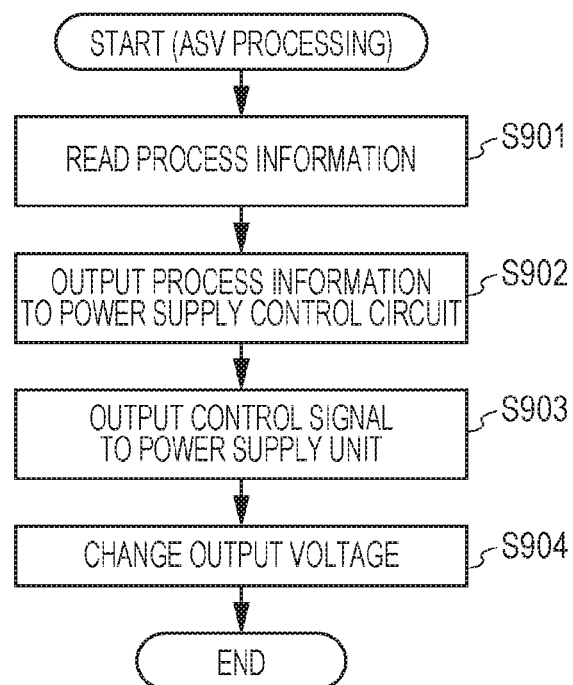 START (ASV PROCESSING)
READ PROCESS INFORMATION
S901
OUTPUT PROCESS INFORMATION
TO POWER SUPPLY CONTROL CIRCUIT
S902
OUTPUT CONTROL SIGNAL
TO POWER SUPPLY UNIT
S903
CHANGE OUTPUT VOLTAGE
S904
END